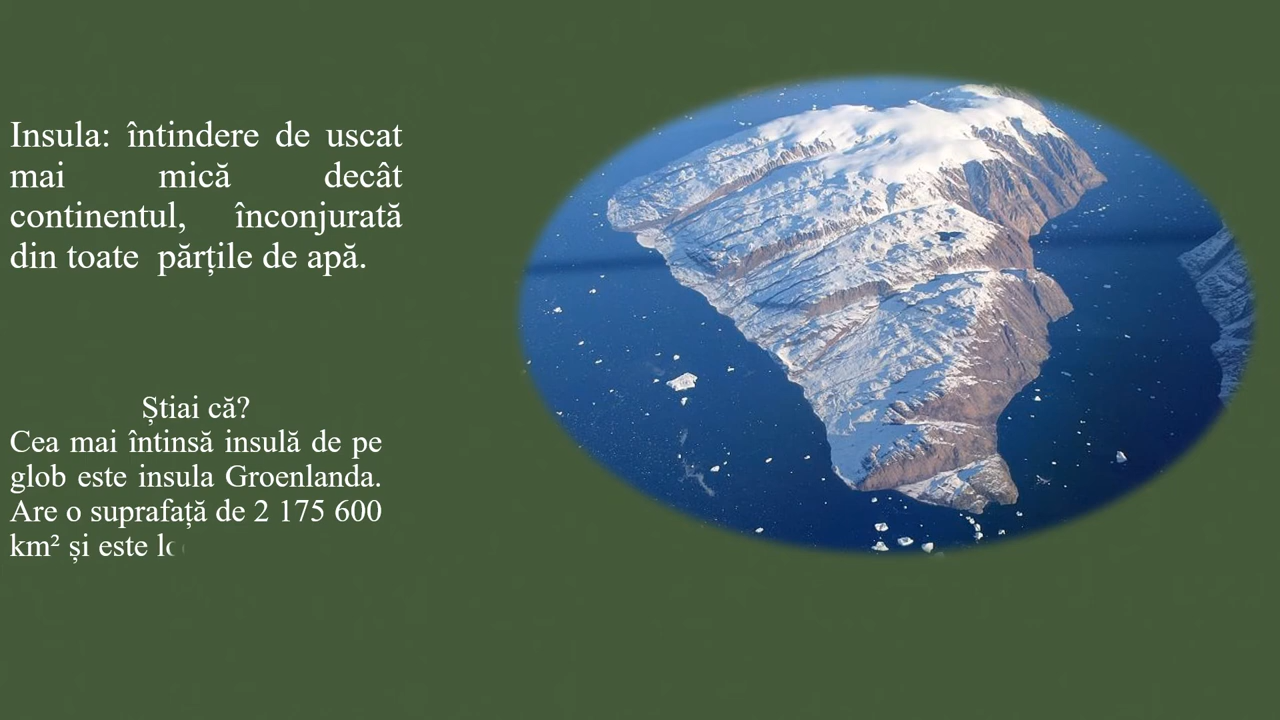 Insula: întindere de uscat
mai mică decât
continentul, înconjurată
din toate părțile de apă.
Știai că?
Cea mai întinsă insulă de pe
glob este insula Groenlanda.
Are o suprafață de 2 175 600
km² și este